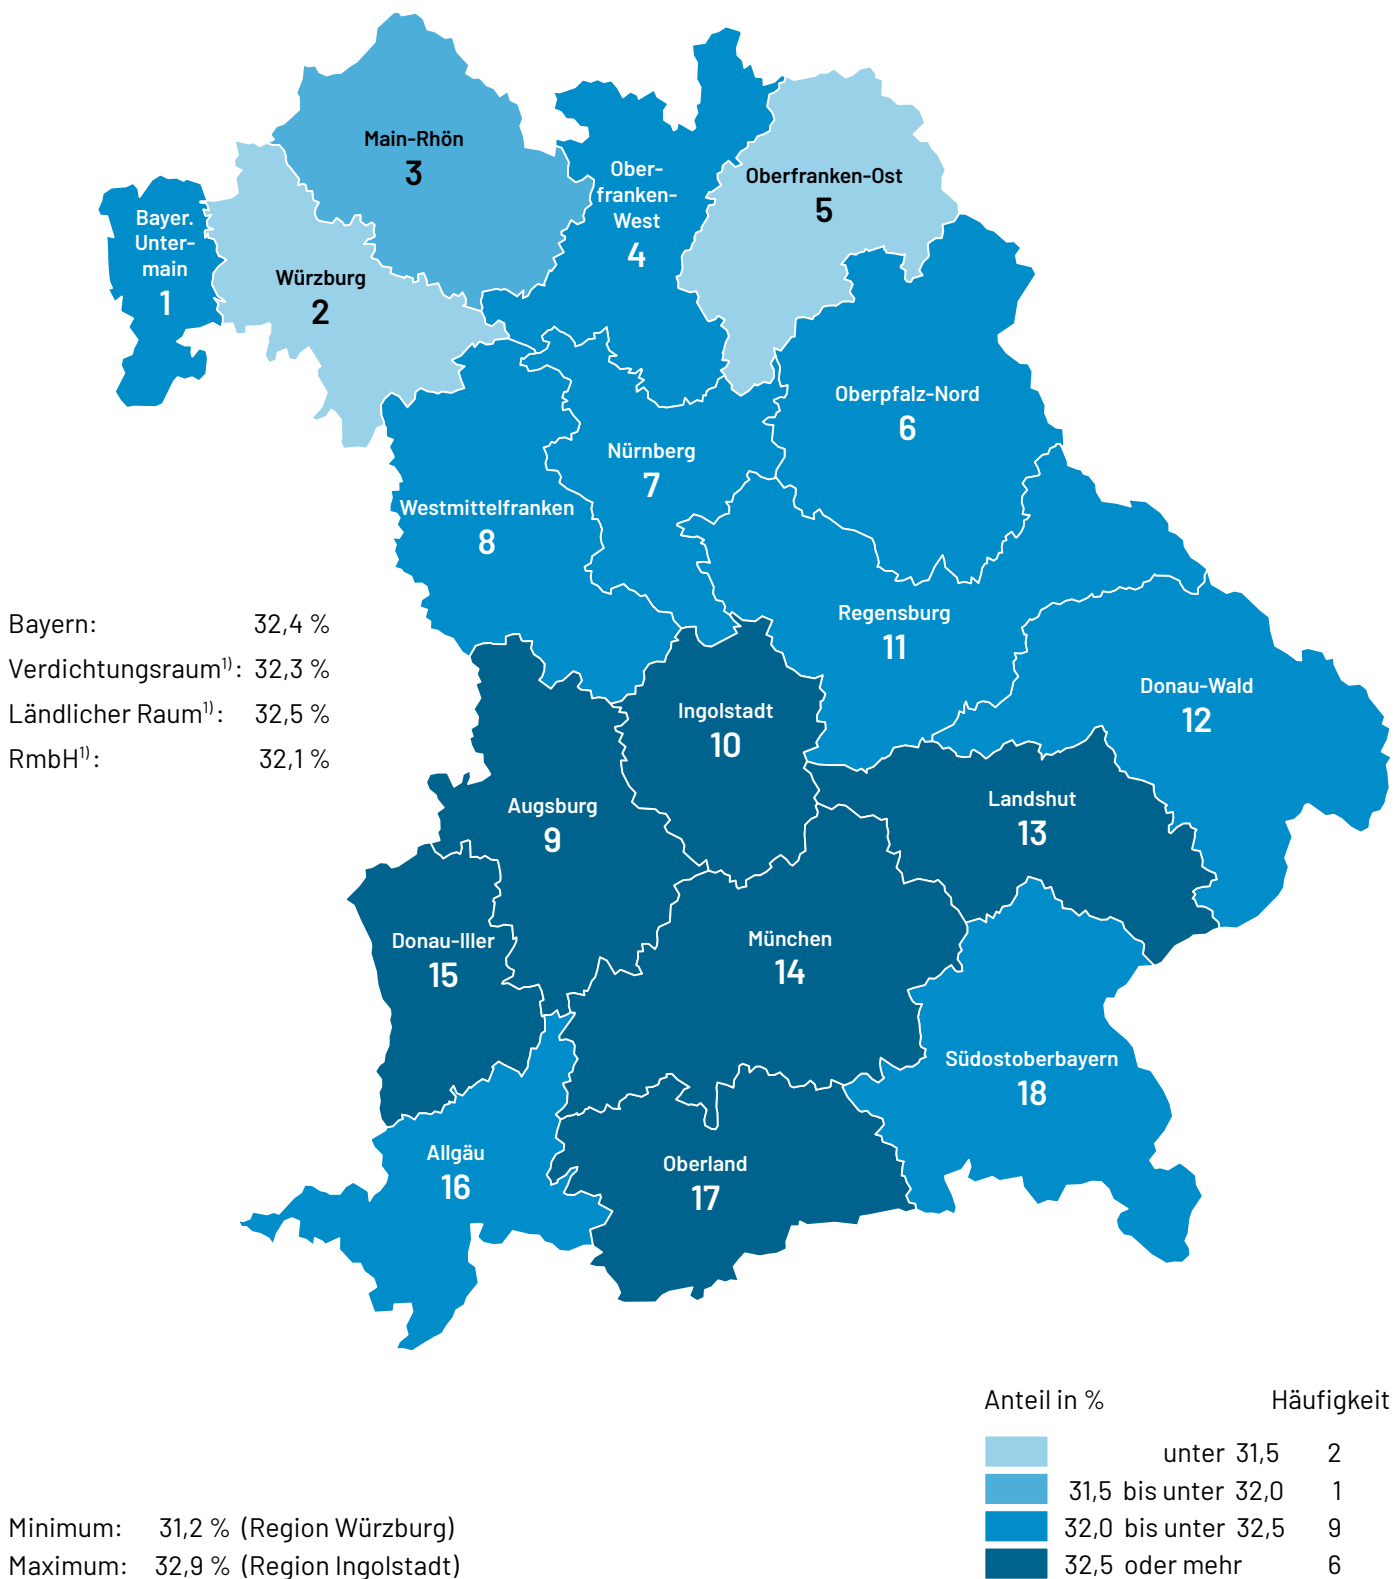 Main-Rhön
3
Ober-
franken-
West
4
Oberfranken-Ost
5
Bayer.
Unter-
main
1
Würzburg
2
Oberpfalz-Nord
6
Nürnberg
7
Westmittelfranken
8
Regensburg
11
Donau-Wald
12
Ingolstadt
10
Augsburg
9
Landshut
13
Donau-Iller
15
München
14
Südostoberbayern
18
Allgäu
16
Oberland
17
Bayern: 32,4 %
Verdichtungsraum¹⁾: 32,3 %
Ländlicher Raum¹⁾: 32,5 %
RmbH¹⁾: 32,1 %
Anteil in % Häufigkeit
unter 31,5 2
31,5 bis unter 32,0 1
32,0 bis unter 32,5 9
32,5 oder mehr 6
Minimum: 31,2 % (Region Würzburg)
Maximum: 32,9 % (Region Ingolstadt)